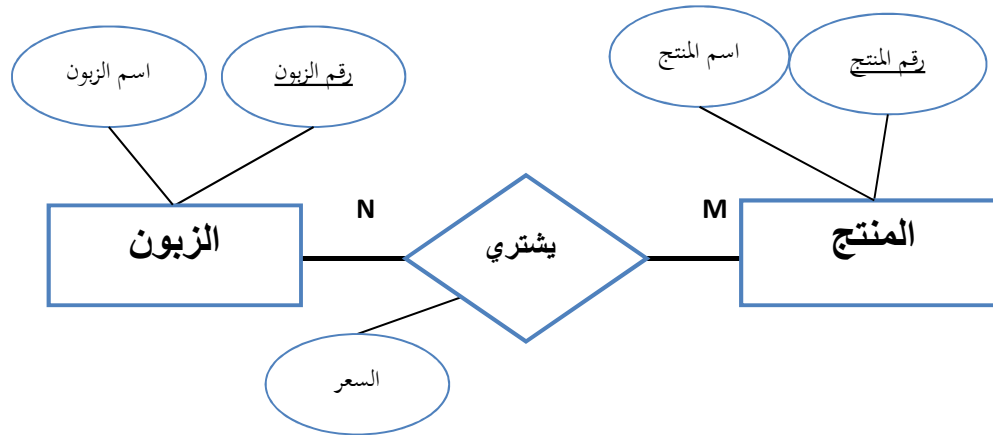 اسم المنتج
رقم المنتج
اسم الزبون
رقم الزبون
N
M
المنتج
يشتري
الزبون
السعر